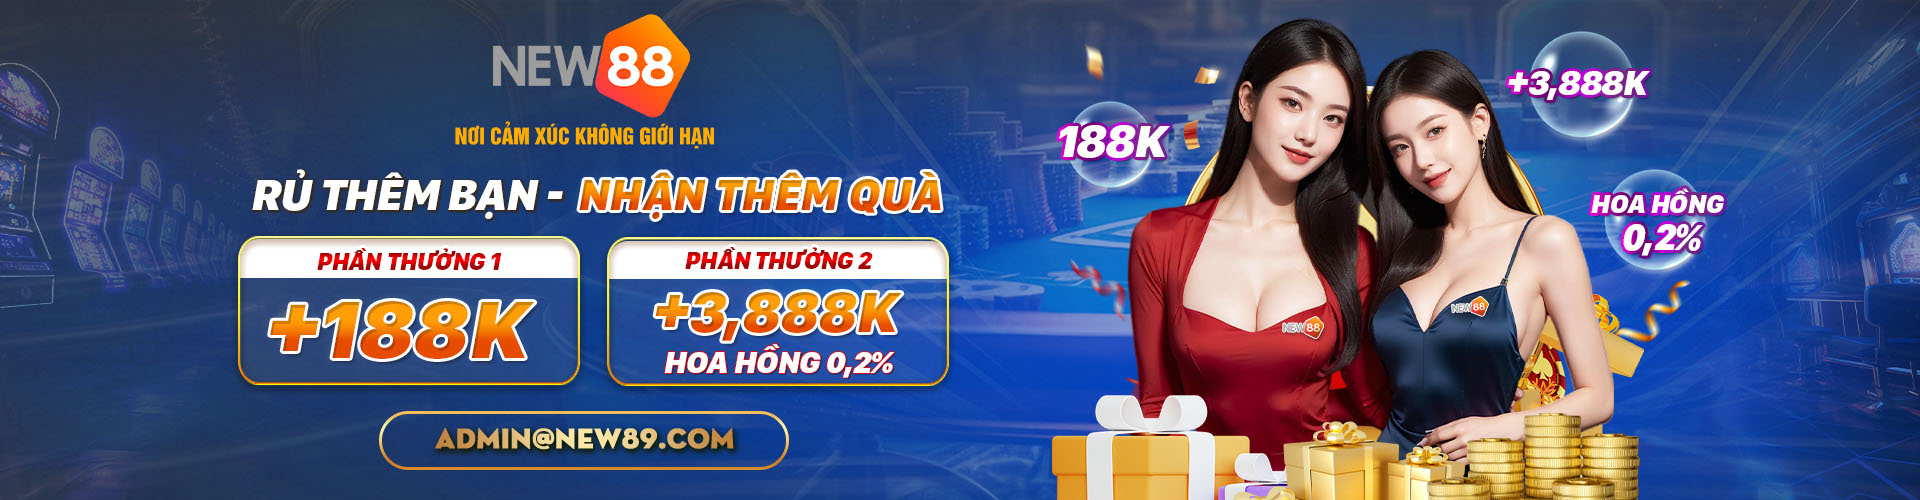 NEW88
NƠI CẢM XÚC KHÔNG GIỚI HẠN
RỦ THÊM BẠN - NHẬN THÊM QUÀ
PHẦN THƯỞNG 1
+188K
PHẦN THƯỞNG 2
+3,888K
HOA HỒNG 0,2%
ADMIN@NEW89.COM
188K
+3,888K
HOA HỒNG
0,2%
NEW88
NEW88